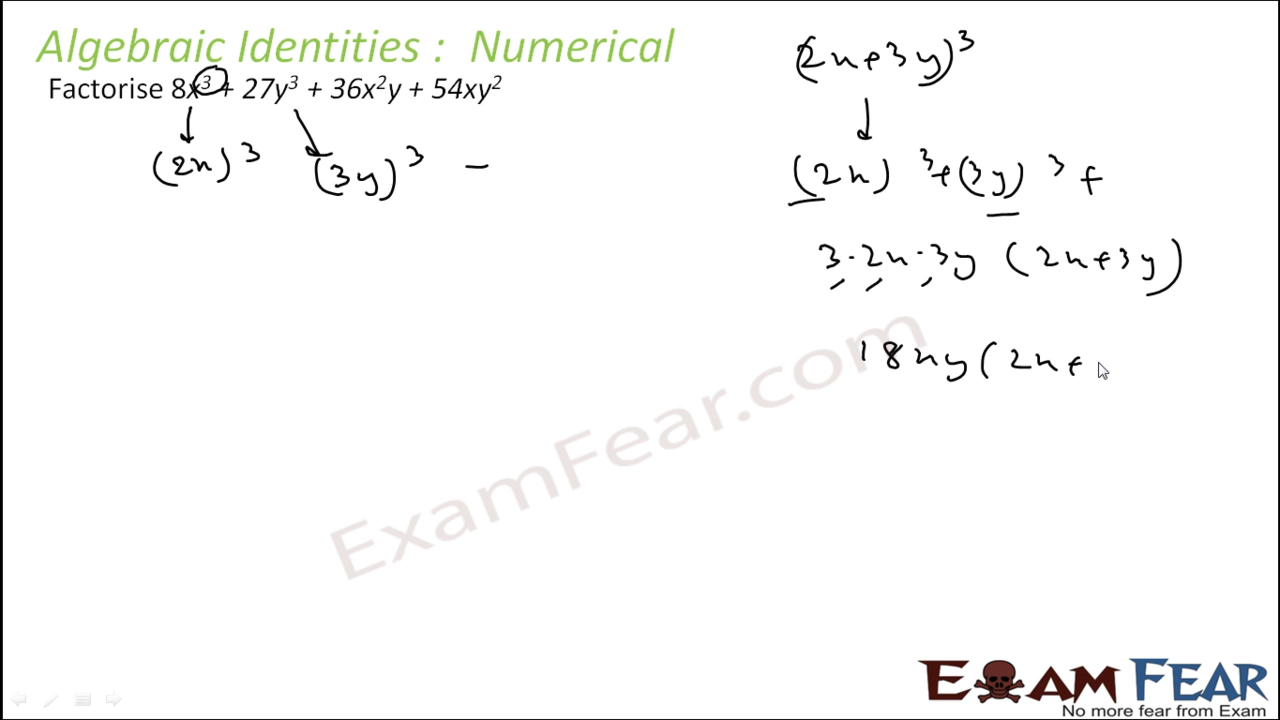 Algebraic Identities : Numerical
Factorise 8x³ + 27y³ + 36x²y + 54xy²
(2x)³ (3y)³ –
(2x+3y)³
(2x)³+(3y)³ +
3·2x·3y (2x+3y)
18xy(2x+
ExamFear.com
EXAM FEAR
No more fear from Exam